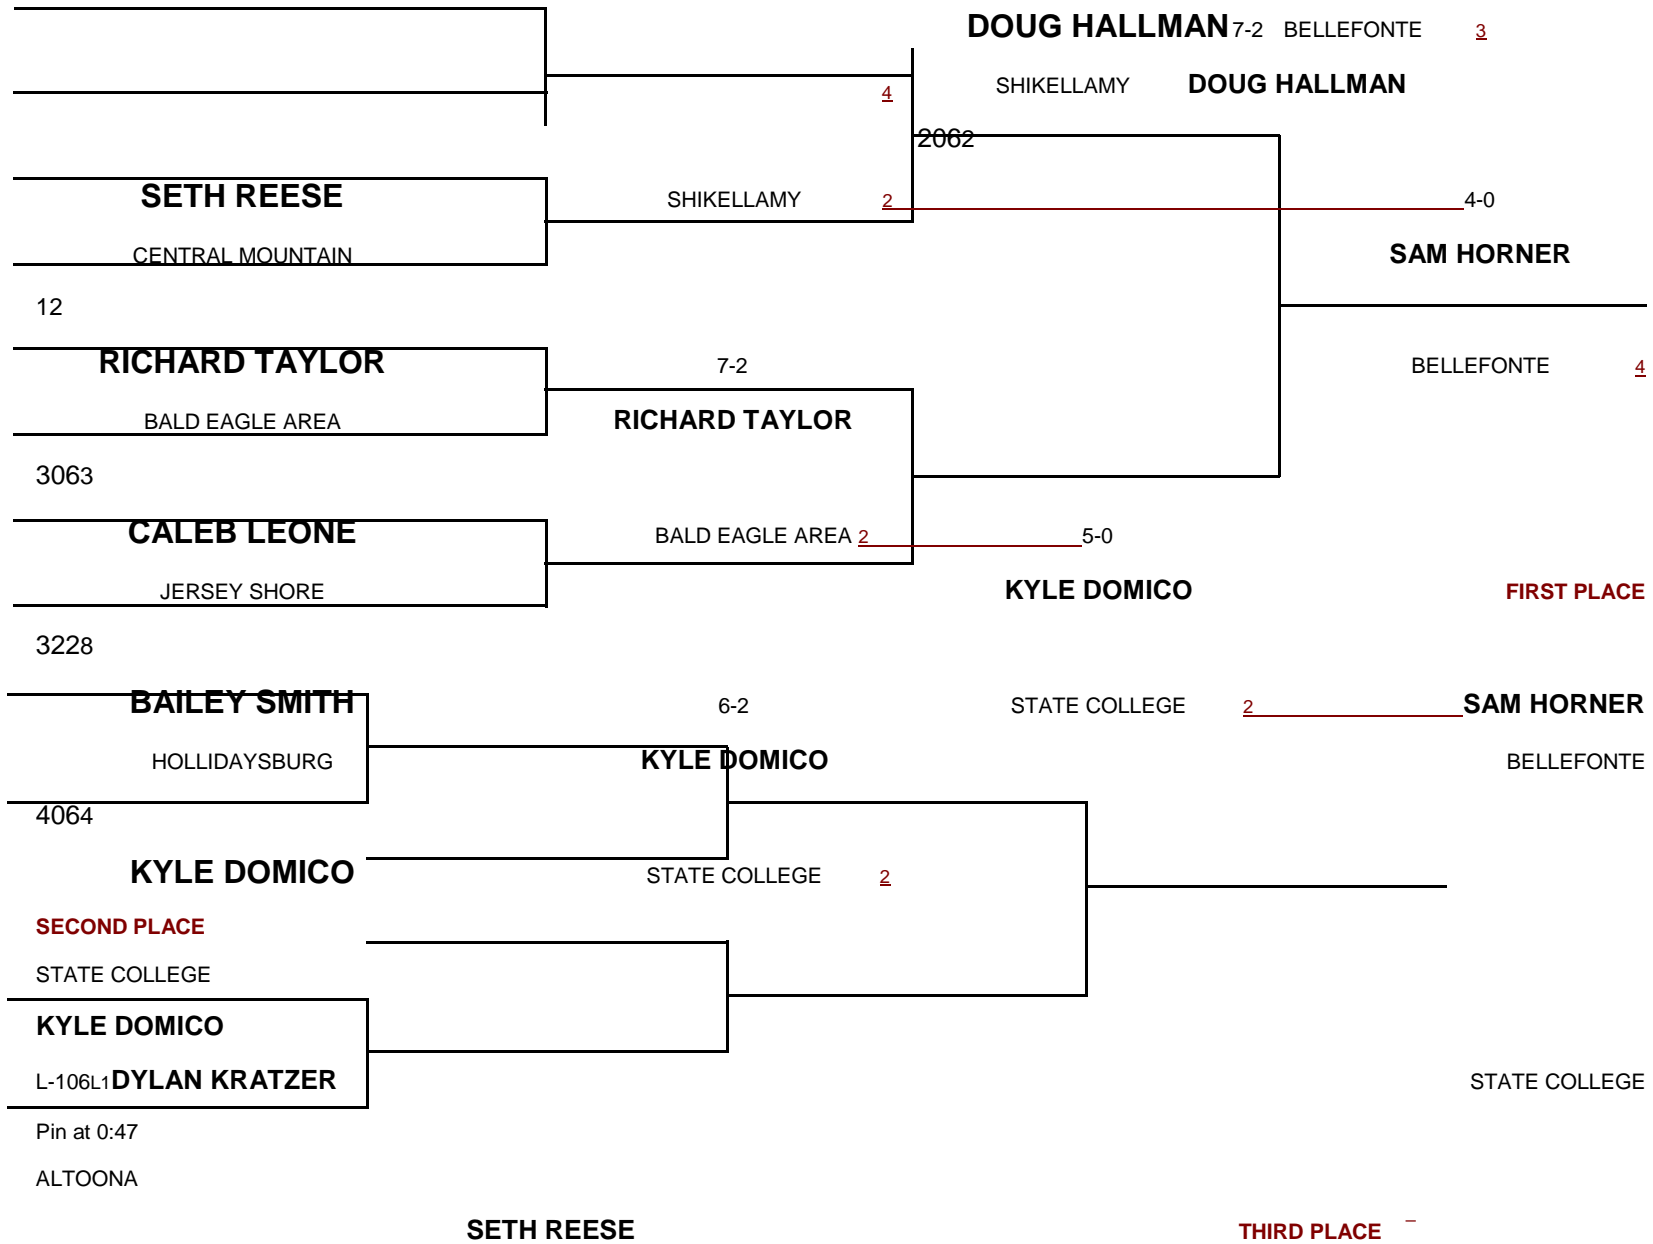 DOUG HALLMAN 7-2 BELLEFONTE 3
SHIKELLAMY DOUG HALLMAN
4
2062
SETH REESE SHIKELLAMY 2 4-0
CENTRAL MOUNTAIN SAM HORNER
12
RICHARD TAYLOR 7-2 BELLEFONTE 4
BALD EAGLE AREA RICHARD TAYLOR
3063
CALEB LEONE BALD EAGLE AREA 2 5-0
JERSEY SHORE KYLE DOMICO FIRST PLACE
3228
BAILEY SMITH 6-2 STATE COLLEGE 2 SAM HORNER
HOLLIDAYSBURG KYLE DOMICO BELLEFONTE
4064
KYLE DOMICO STATE COLLEGE 2
SECOND PLACE
STATE COLLEGE
KYLE DOMICO
L-106L1DYLAN KRATZER STATE COLLEGE
Pin at 0:47
ALTOONA
SETH REESE THIRD PLACE